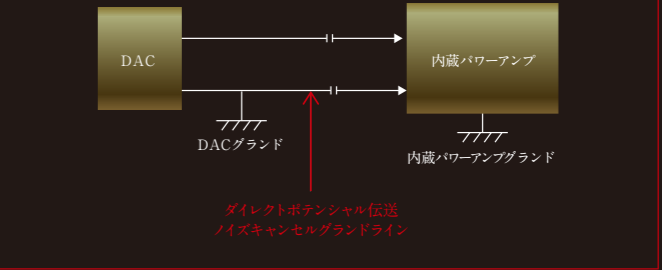 DAC
内蔵パワーアンプ
DACグランド
内蔵パワーアンプグランド
ダイレクトポテンシャル伝送
ノイズキャンセルグランドライン